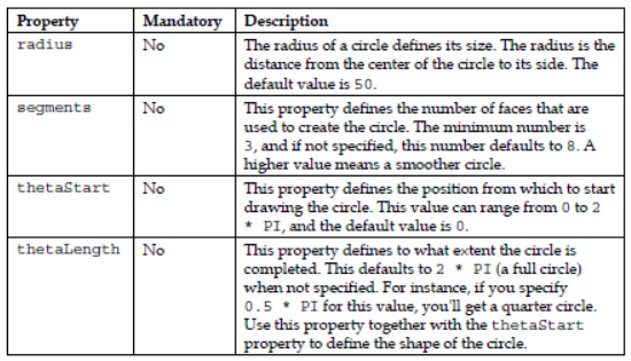 Property Mandatory Description
radius No The radius of a circle defines its size. The radius is the
distance from the center of the circle to its side. The
default value is 50.
segments No This property defines the number of faces that are
used to create the circle. The minimum number is
3, and if not specified, this number defaults to 8. A
higher value means a smoother circle.
thetaStart No This property defines the position from which to start
drawing the circle. This value can range from 0 to 2
* PI, and the default value is 0.
thetaLength No This property defines to what extent the circle is
completed. This defaults to 2 * PI (a full circle)
when not specified. For instance, if you specify
0.5 * PI for this value, you'll get a quarter circle.
Use this property together with the thetaStart
property to define the shape of the circle.